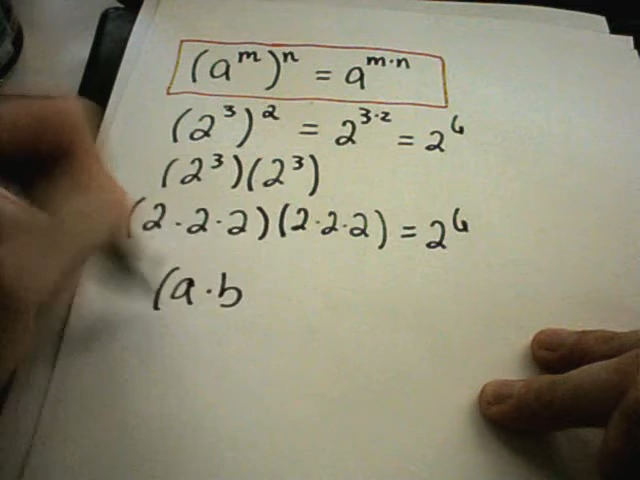 (a^m)^n = a^{m·n}
(2^3)^2 = 2^{3·2} = 2^6
(2^3)(2^3)
(2·2·2)(2·2·2) = 2^6
(a·b